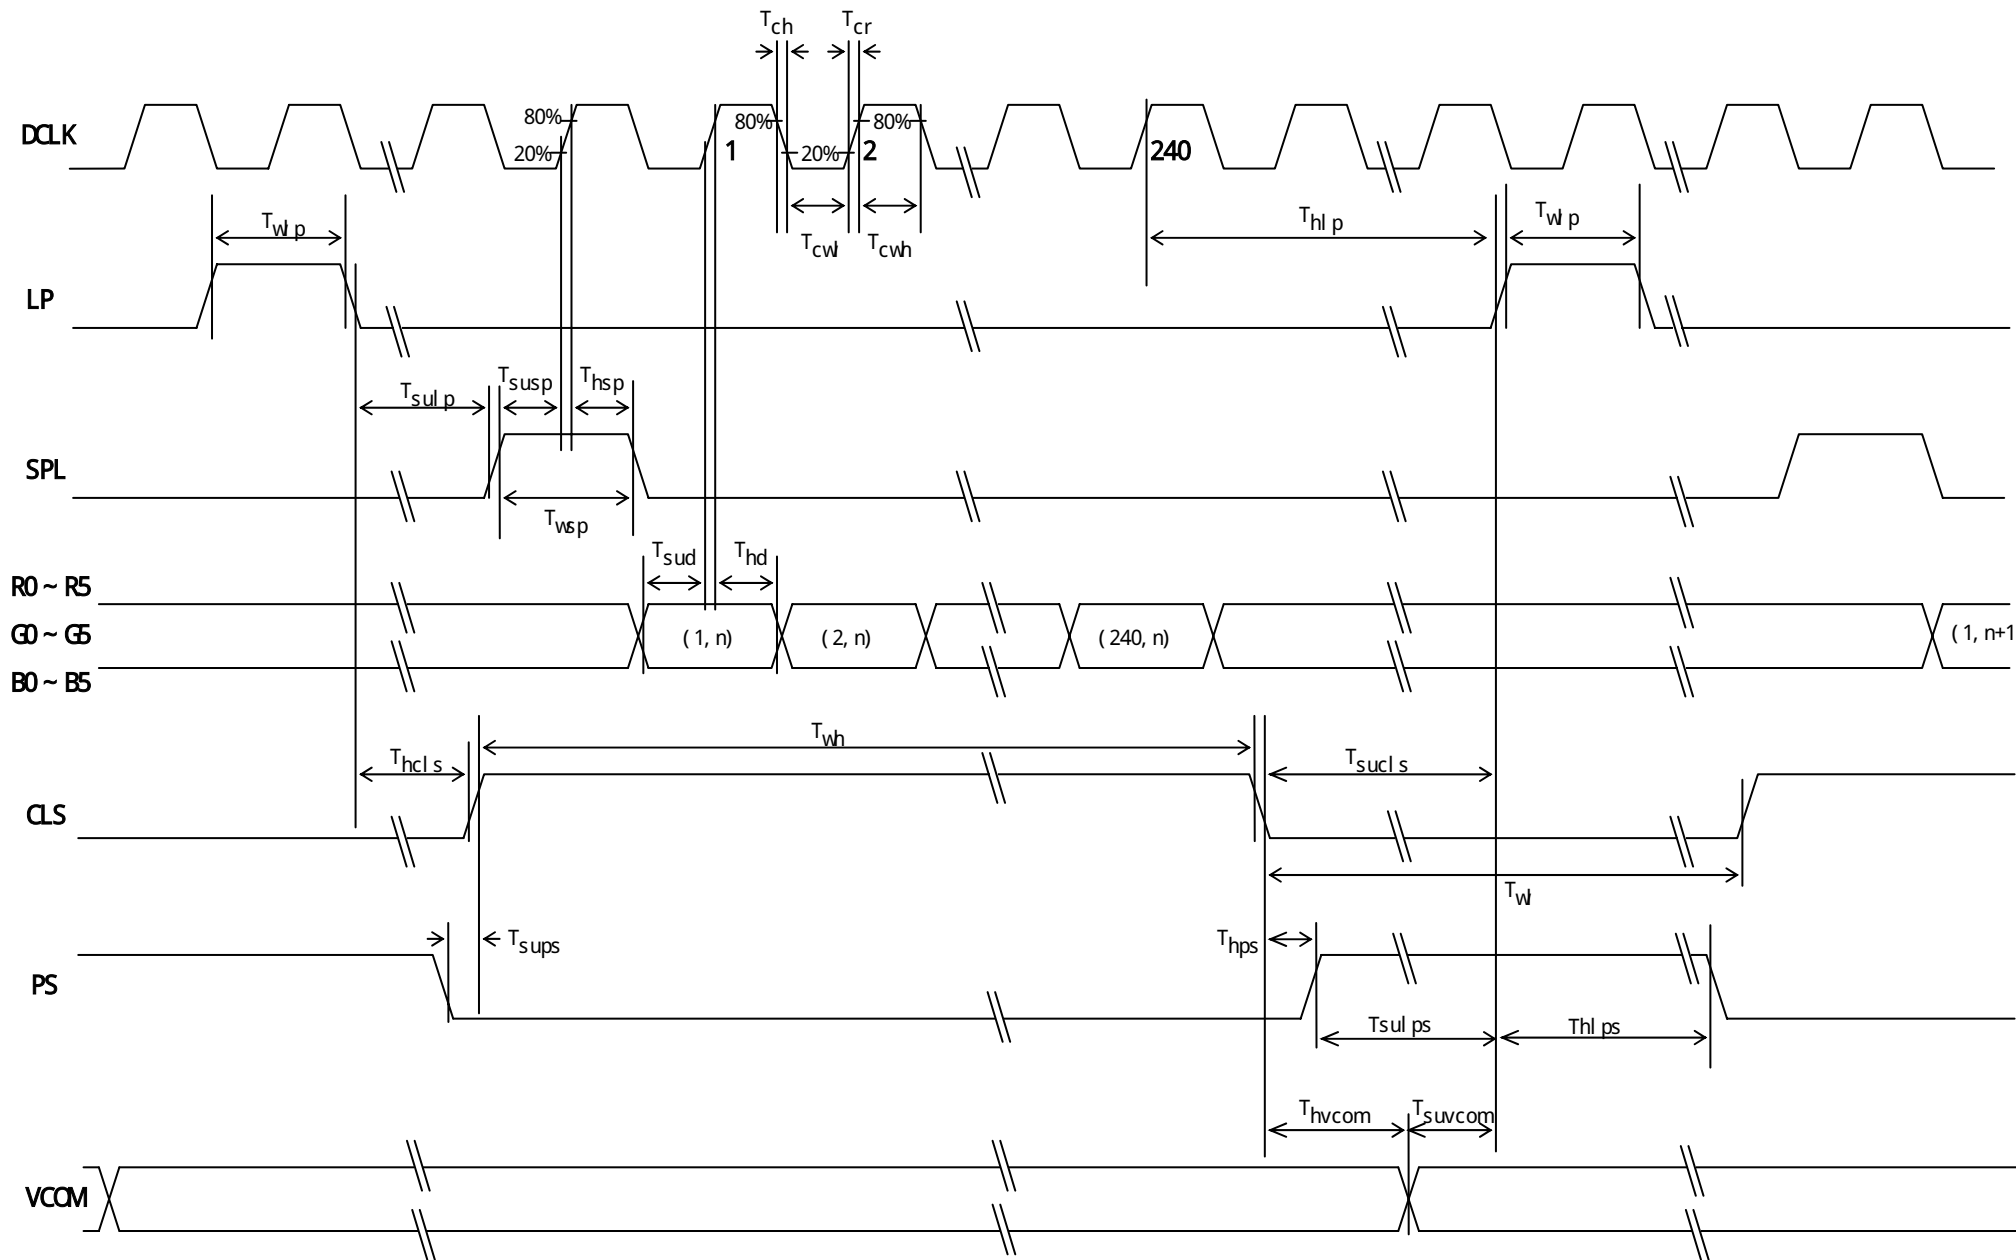 Tch Tcr
DCLK 80% 20% 80% 1 20% 80% 2 240
Twlp Tcwl Tcwh Thlp Twlp
LP
Tsulp Tsusp Thsp
SPL
Twsp
Tsud Thd
R0 ~ R5
G0 ~ G5 (1, n) (2, n) (240, n) (1, n+1
B0 ~ B5
Twh
Thcls Tsucls
CLS
Twl
Tsups Thps
PS
Tsulps Thlps
Thvcom Tsuvcom
VCOM